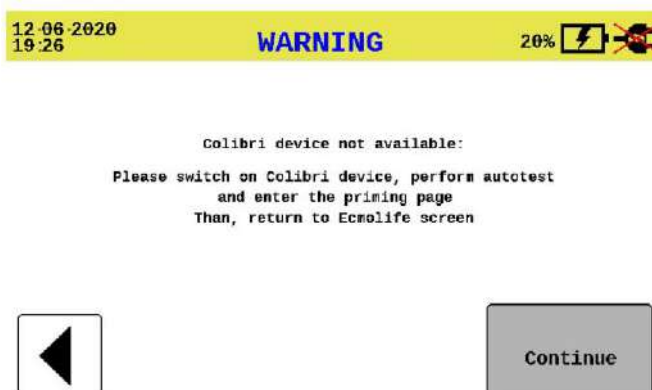 12-06-2020
19:26
WARNING
20%
Colibri device not available:
Please switch on Colibri device, perform autotest
and enter the priming page
Than, return to Ecmolife screen
Continue